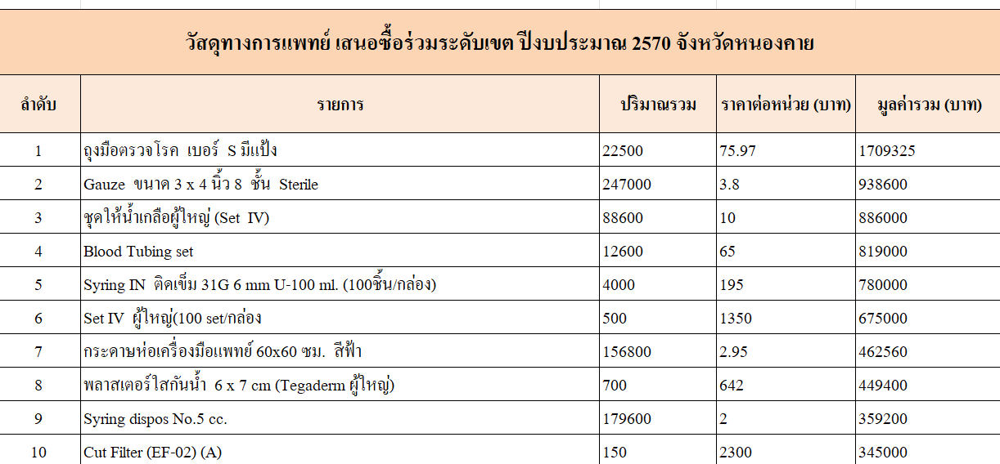 วัสดุทางการแพทย์ เสนอซื้อร่วมระดับเขต ปีงบประมาณ 2570 จังหวัดหนองคาย
ลำดับ รายการ ปริมาณรวม ราคาต่อหน่วย (บาท) มูลค่ารวม (บาท)
1 ถุงมือตรวจโรค เบอร์ S มีแป้ง 22500 75.97 1709325
2 Gauze ขนาด 3 x 4 นิ้ว 8 ชั้น Sterile 247000 3.8 938600
3 ชุดให้น้ำเกลือผู้ใหญ่ (Set IV) 88600 10 886000
4 Blood Tubing set 12600 65 819000
5 Syring IN ติดเข็ม 31G 6 mm U-100 ml. (100ชิ้น/กล่อง) 4000 195 780000
6 Set IV ผู้ใหญ่(100 set/กล่อง 500 1350 675000
7 กระดาษห่อเครื่องมือแพทย์ 60x60 ซม. สีฟ้า 156800 2.95 462560
8 พลาสเตอร์ใสกันน้ำ 6 x 7 cm (Tegaderm ผู้ใหญ่) 700 642 449400
9 Syring dispos No.5 cc. 179600 2 359200
10 Cut Filter (EF-02) (A) 150 2300 345000